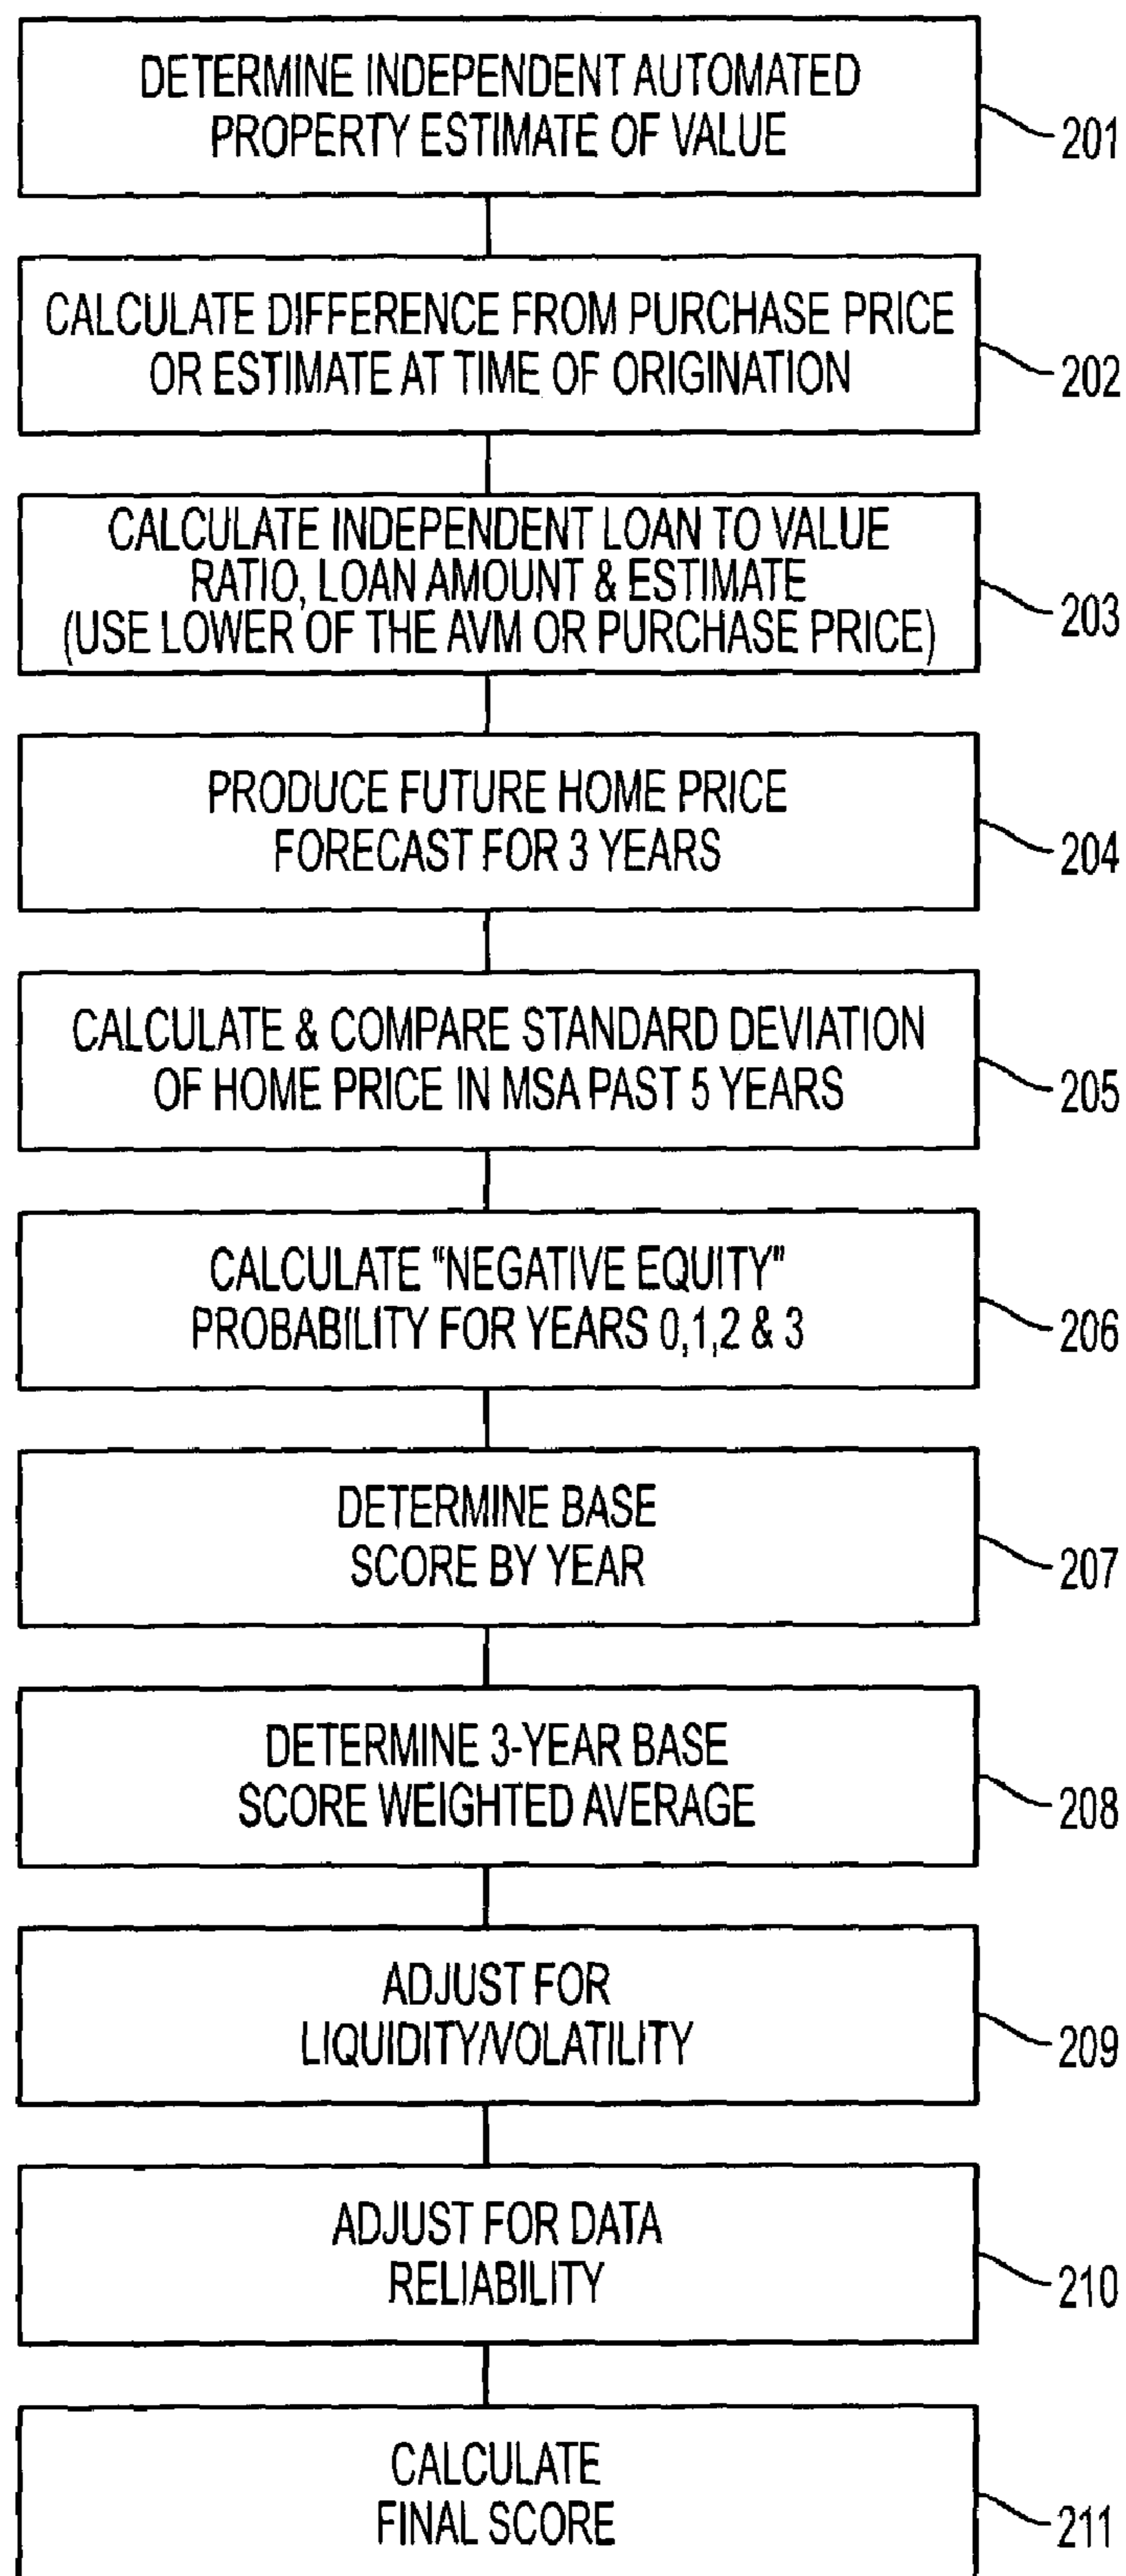 DETERMINE INDEPENDENT AUTOMATED
PROPERTY ESTIMATE OF VALUE
201
CALCULATE DIFFERENCE FROM PURCHASE PRICE
OR ESTIMATE AT TIME OF ORIGINATION
202
CALCULATE INDEPENDENT LOAN TO VALUE
RATIO, LOAN AMOUNT & ESTIMATE
(USE LOWER OF THE AVM OR PURCHASE PRICE)
203
PRODUCE FUTURE HOME PRICE
FORECAST FOR 3 YEARS
204
CALCULATE & COMPARE STANDARD DEVIATION
OF HOME PRICE IN MSA PAST 5 YEARS
205
CALCULATE "NEGATIVE EQUITY"
PROBABILITY FOR YEARS 0,1,2 & 3
206
DETERMINE BASE
SCORE BY YEAR
207
DETERMINE 3-YEAR BASE
SCORE WEIGHTED AVERAGE
208
ADJUST FOR
LIQUIDITY/VOLATILITY
209
ADJUST FOR DATA
RELIABILITY
210
CALCULATE
FINAL SCORE
211